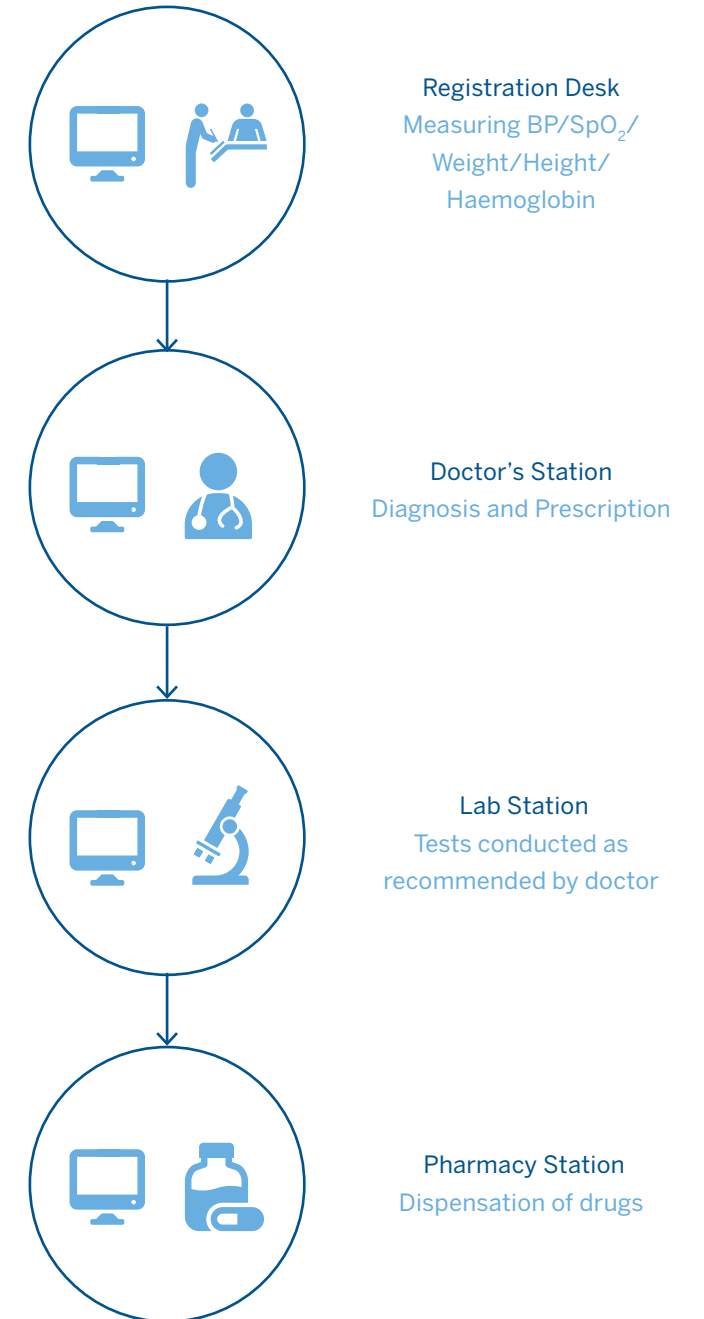 Registration Desk
Measuring BP/SpO₂/
Weight/Height/
Haemoglobin
Doctor’s Station
Diagnosis and Prescription
Lab Station
Tests conducted as
recommended by doctor
Pharmacy Station
Dispensation of drugs